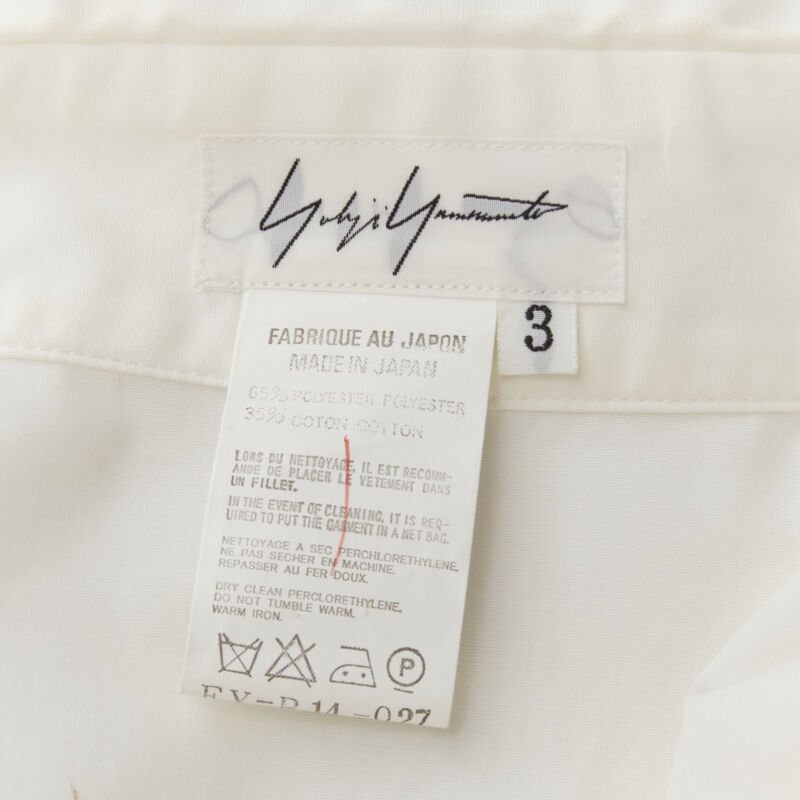 Yohji Yamamoto
3
FABRIQUE AU JAPON
MADE IN JAPAN
65% POLYESTER POLYESTER
35% COTON COTTON
LORS DU NETTOYAGE, IL EST RECOMM-
ANDE DE PLACER LE VETEMENT DANS
UN FILLET.
IN THE EVENT OF CLEANING, IT IS REQ-
UIRED TO PUT THE GARMENT IN A NET BAG.
NETTOYAGE A SEC PERCHLORETHYLENE.
NE PAS SECHER EN MACHINE.
REPASSER AU FER DOUX.
DRY CLEAN PERCLORETHYLENE.
DO NOT TUMBLE WARM.
WARM IRON.
P
14-027